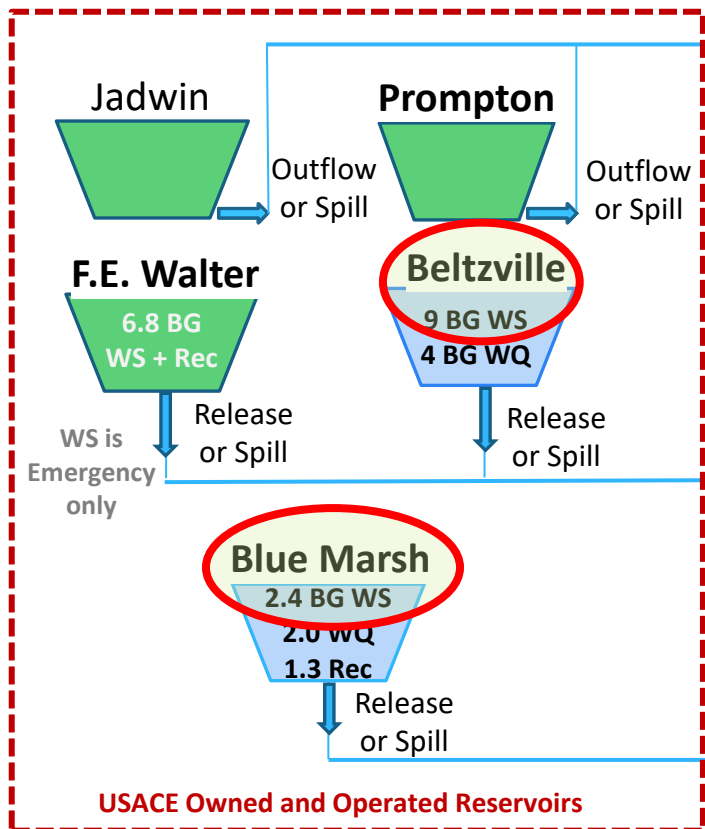 Jadwin
Prompton
Outflow
or Spill
Outflow
or Spill
F.E. Walter
6.8 BG
WS + Rec
Beltzville
9 BG WS
4 BG WQ
Release
or Spill
Release
or Spill
WS is
Emergency
only
Blue Marsh
2.4 BG WS
2.0 WQ
1.3 Rec
Release
or Spill
USACE Owned and Operated Reservoirs